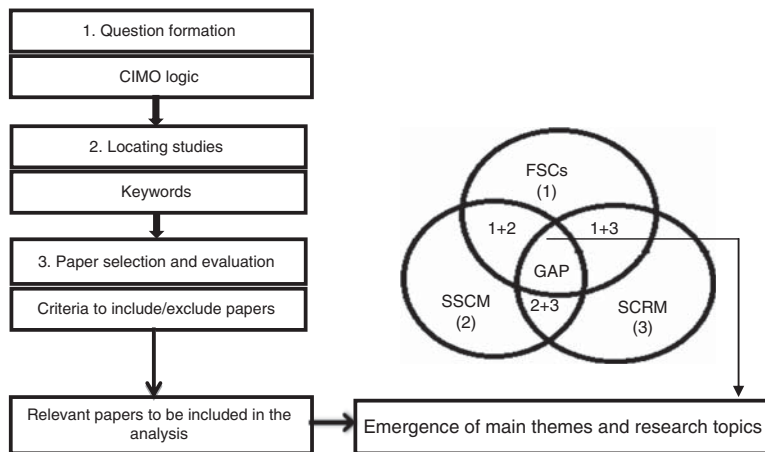 1. Question formation
CIMO logic
2. Locating studies
Keywords
3. Paper selection and evaluation
Criteria to include/exclude papers
Relevant papers to be included in the
analysis
FSCs
(1)
1+2
1+3
GAP
SSCM
(2)
2+3
SCRM
(3)
Emergence of main themes and research topics